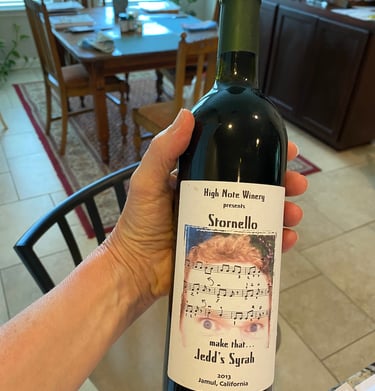 High Note Winery
presents
Stornello
make that...
Jedd's Syrah
2013
Jamul, California